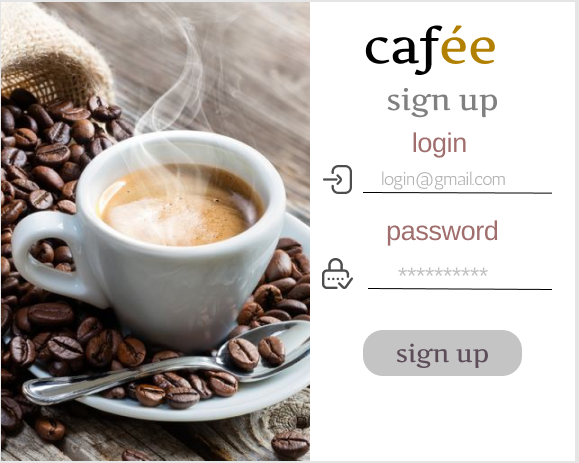 cafée
sign up
login
login@gmail.com
password
**********
sign up